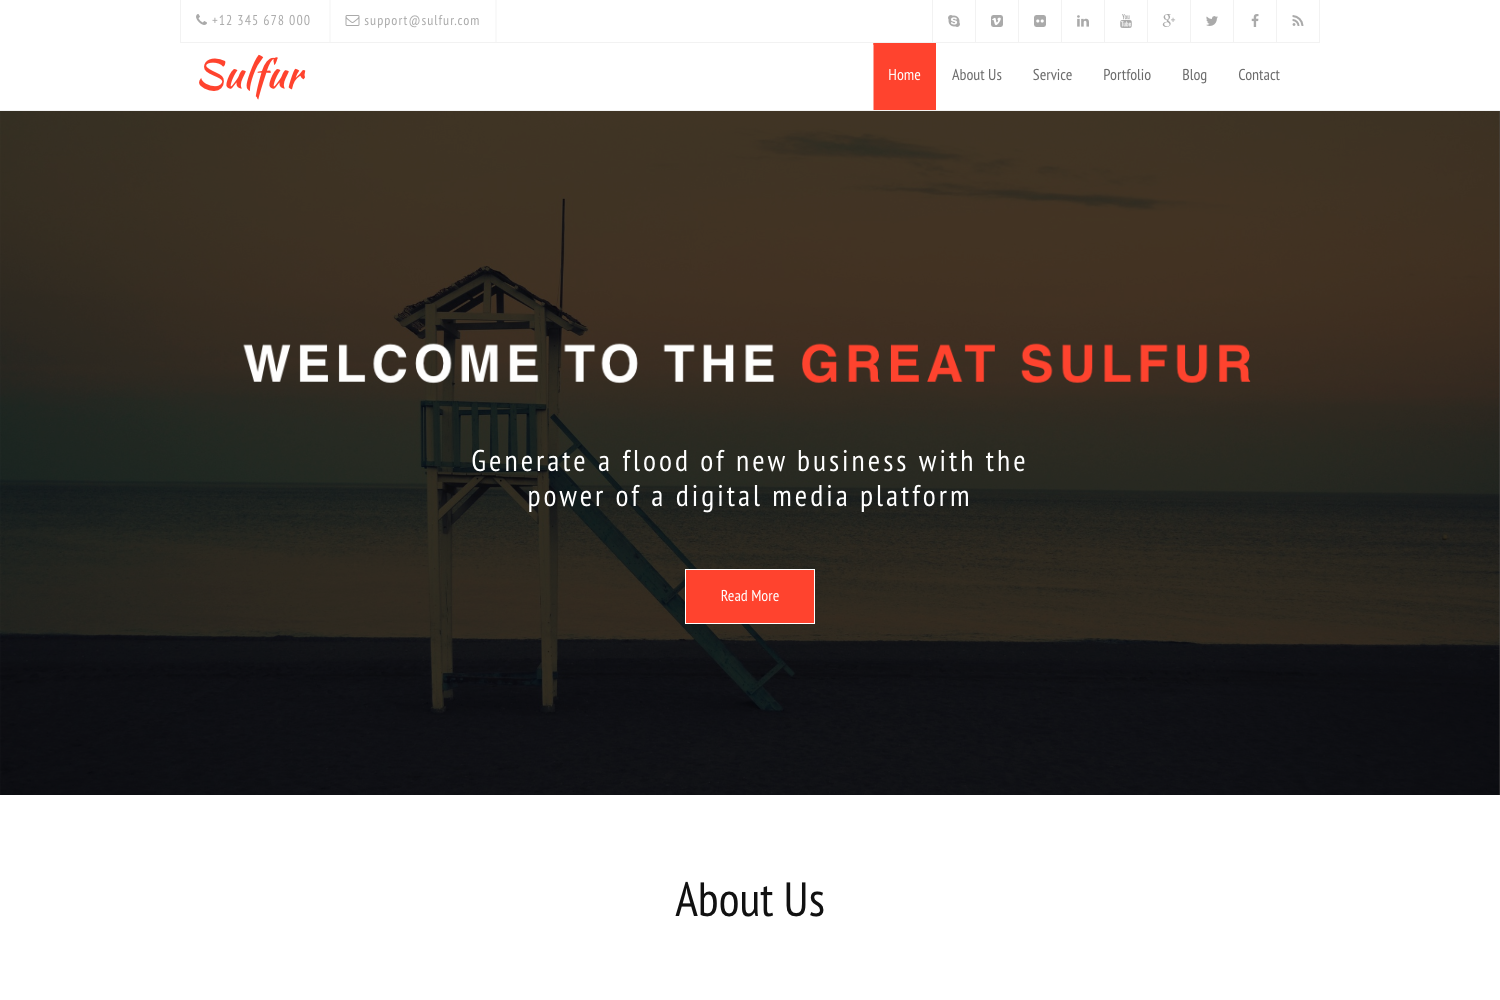 +12 345 678 000
support@sulfur.com
Sulfur
Home
About Us
Service
Portfolio
Blog
Contact
WELCOME TO THE GREAT SULFUR
Generate a flood of new business with the
power of a digital media platform
Read More
About Us